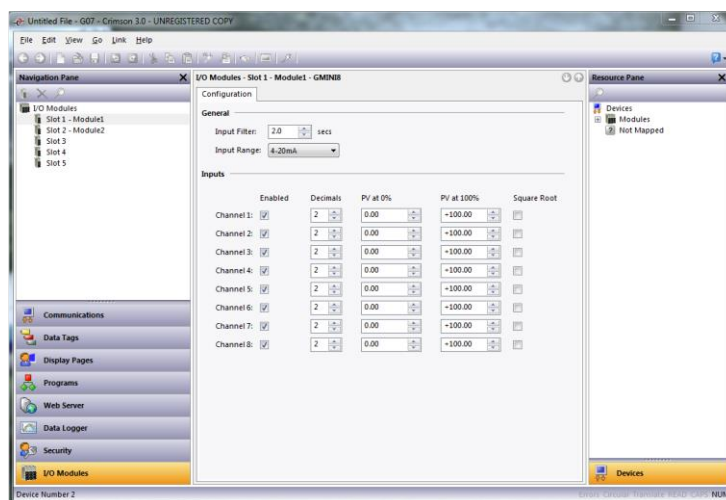 Untitled File - G07 - Crimson 3.0 - UNREGISTERED COPY
File Edit View Go Link Help
Navigation Pane
I/O Modules
Slot 1 - Module1
Slot 2 - Module2
Slot 3
Slot 4
Slot 5
Communications
Data Tags
Display Pages
Programs
Web Server
Data Logger
Security
I/O Modules
I/O Modules - Slot 1 - Module1 - GMINI8
Configuration
General
Input Filter: 2.0 secs
Input Range: 4-20mA
Inputs
Enabled Decimals PV at 0% PV at 100% Square Root
Channel 1: 2 0.00 +100.00
Channel 2: 2 0.00 +100.00
Channel 3: 2 0.00 +100.00
Channel 4: 2 0.00 +100.00
Channel 5: 2 0.00 +100.00
Channel 6: 2 0.00 +100.00
Channel 7: 2 0.00 +100.00
Channel 8: 2 0.00 +100.00
Resource Pane
Devices
Modules
Not Mapped
Devices
Device Number 2
Errors Circular Translate READ CAPS NUM